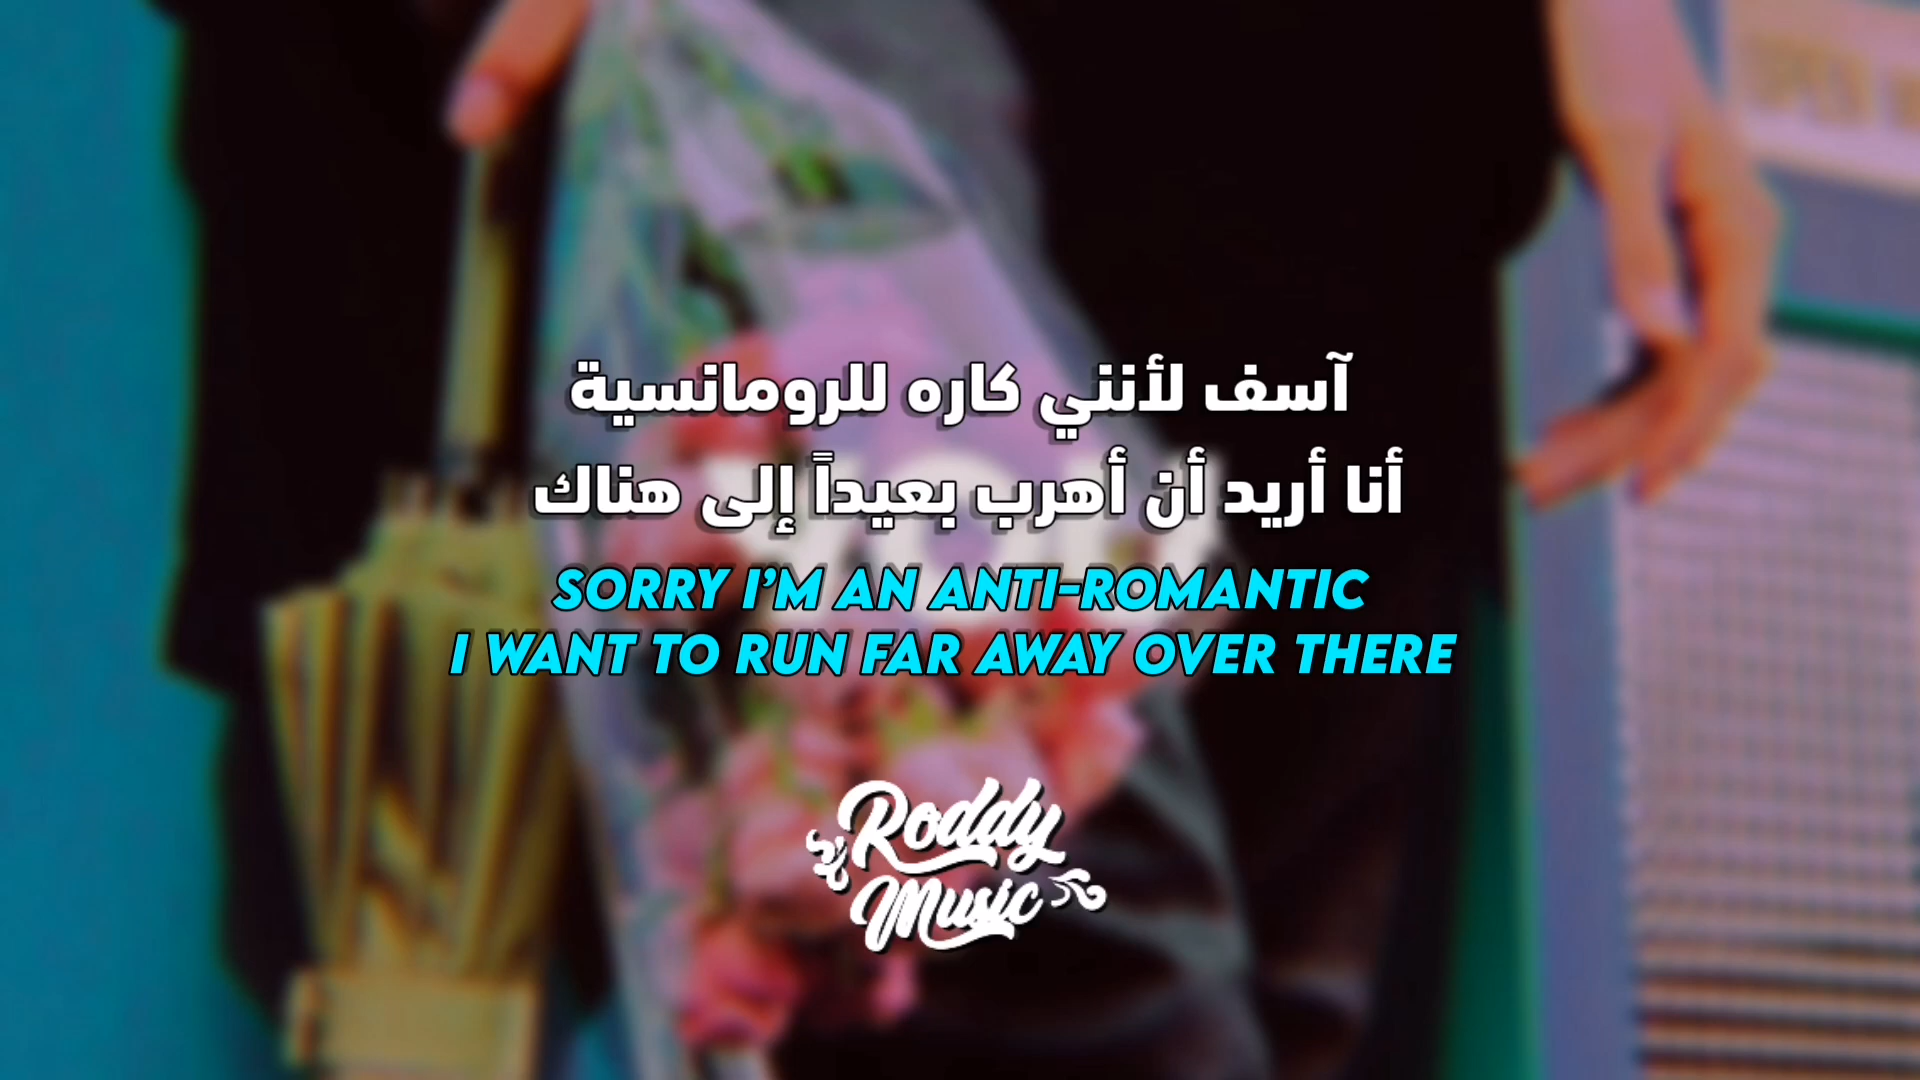 آسف لأنني كاره للرومانسية
أنا أريد أن أهرب بعيداً إلى هناك
SORRY I'M AN ANTI-ROMANTIC
I WANT TO RUN FAR AWAY OVER THERE
Roddy
Music